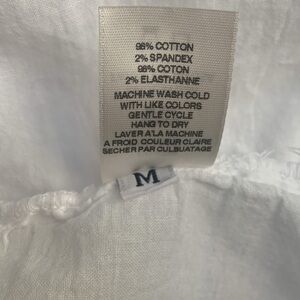 98% COTTON
2% SPANDEX
98% COTON
2% ELASTHANNE
MACHINE WASH COLD
WITH LIKE COLORS
GENTLE CYCLE
HANG TO DRY
LAVER A'LA MACHINE
A FROID COULEUR CLAIRE
SECHER PAR CULBUATAGE
M